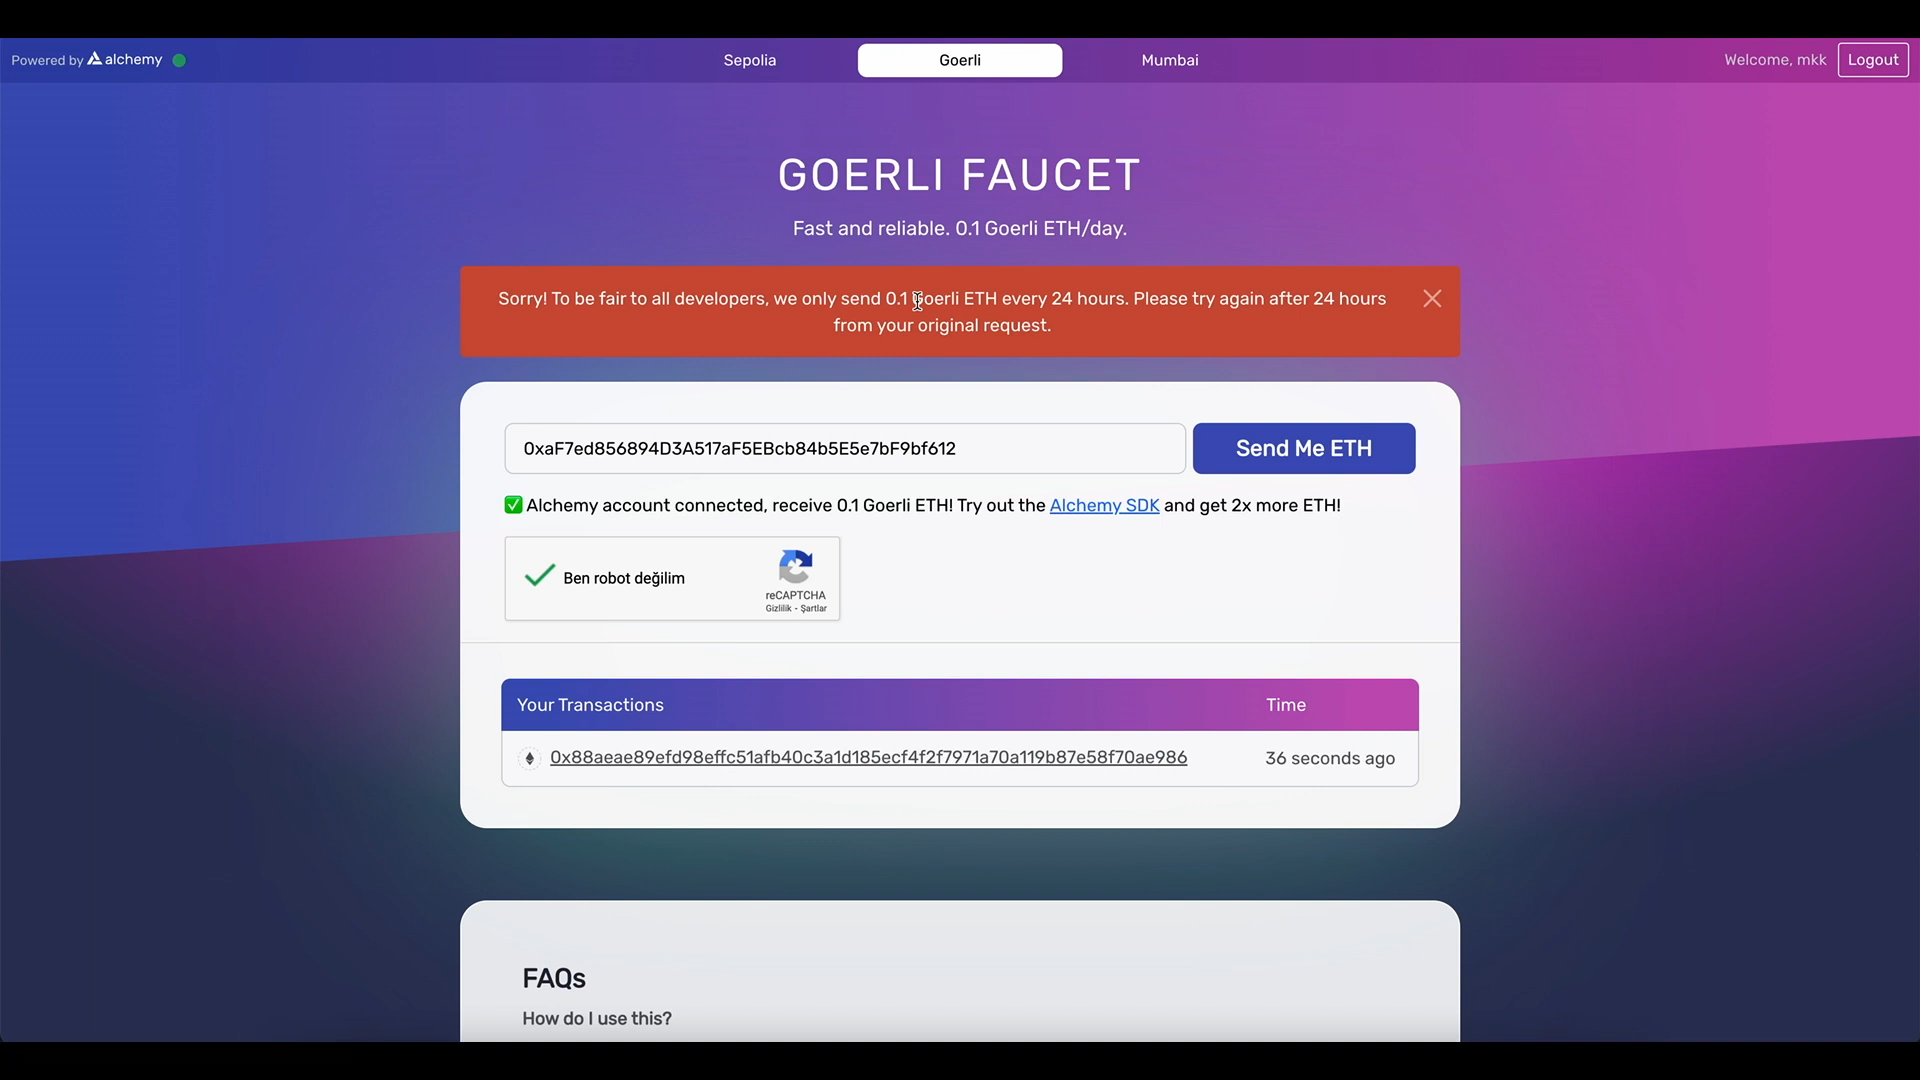 Powered by alchemy
Sepolia
Goerli
Mumbai
Welcome, mkk
Logout
GOERLI FAUCET
Fast and reliable. 0.1 Goerli ETH/day.
Sorry! To be fair to all developers, we only send 0.1 Goerli ETH every 24 hours. Please try again after 24 hours
from your original request.
0xaF7ed856894D3A517aF5EBcb84b5E5e7bF9bf612
Send Me ETH
✅ Alchemy account connected, receive 0.1 Goerli ETH! Try out the Alchemy SDK and get 2x more ETH!
Ben robot değilim
reCAPTCHA
Gizlilik - Şartlar
Your Transactions
Time
0x88aeae89efd98effc51afb40c3a1d185ecf4f2f7971a70a119b87e58f70ae986
36 seconds ago
FAQs
How do I use this?